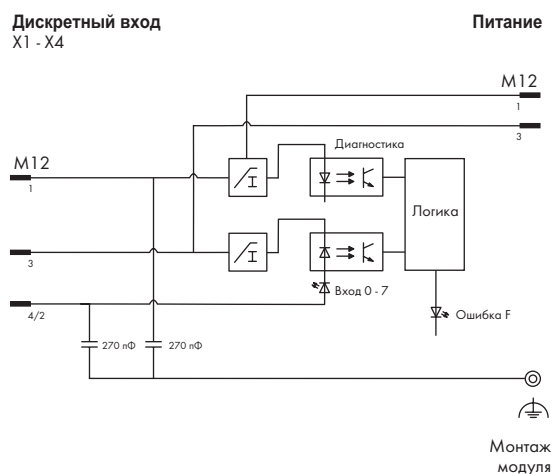 Дискретный вход
X1 - X4
Питание
M12
1
3
M12
1
Диагностика
Логика
3
Вход 0 - 7
4/2
Ошибка F
270 пФ
270 пФ
Монтаж
модуля